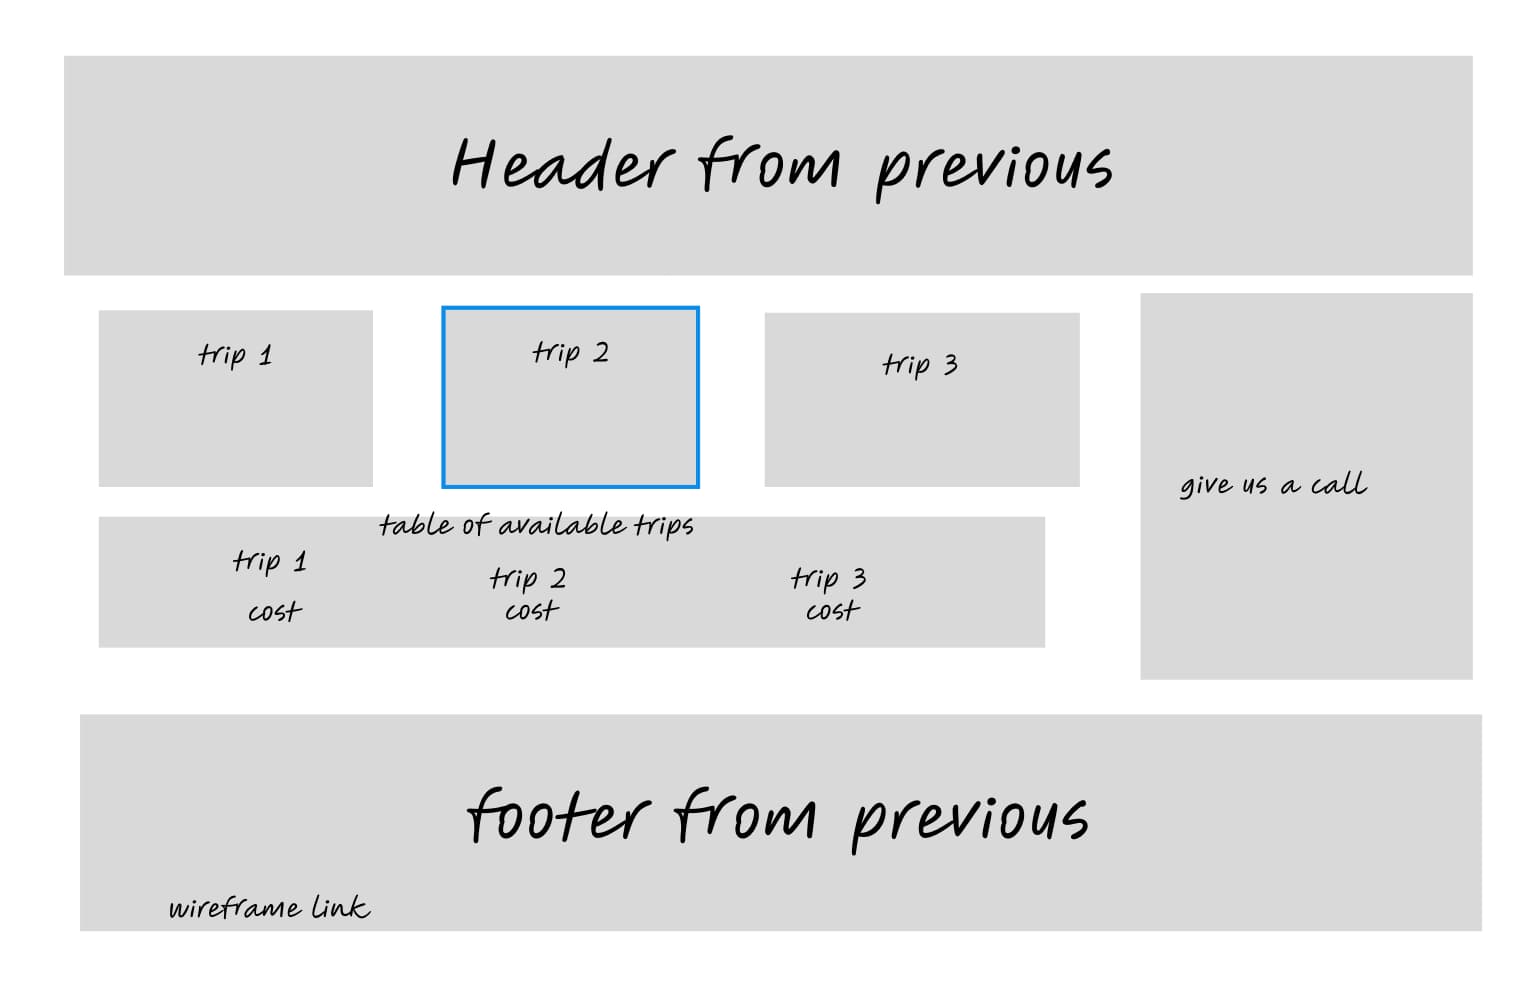 Header from previous
trip 1
trip 2
trip 3
give us a call
table of available trips
trip 1
cost
trip 2
cost
trip 3
cost
footer from previous
wireframe link